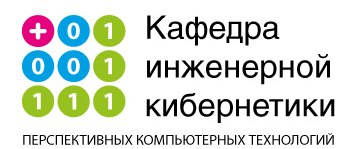 +01 Кафедра
001 инженерной
111 кибернетики
ПЕРСПЕКТИВНЫХ КОМПЬЮТЕРНЫХ ТЕХНОЛОГИЙ